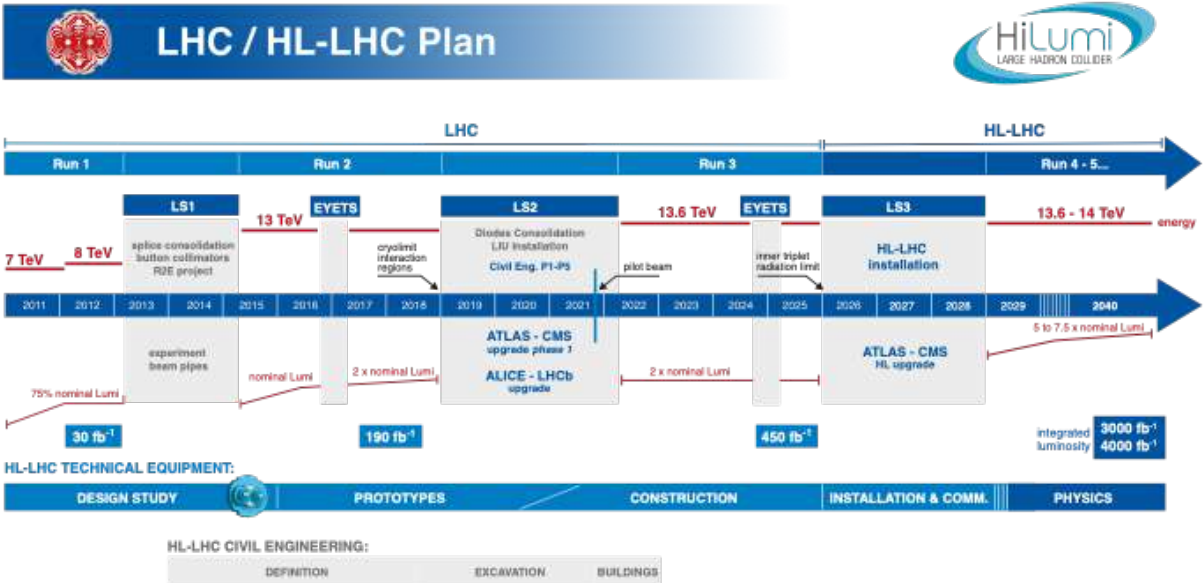 LHC / HL-LHC Plan
HiLumi
LARGE HADRON COLLIDER
LHC
HL-LHC
Run 1
Run 2
Run 3
Run 4 - 5...
LS1
EYETS
LS2
EYETS
LS3
7 TeV
8 TeV
13 TeV
13.6 TeV
13.6 - 14 TeV
energy
splice consolidation
button collimators
R2E project
cryolimit
interaction
regions
Diodes Consolidation
LIU Installation
Civil Eng. P1-P5
pilot beam
inner triplet
radiation limit
HL-LHC
installation
2011 2012 2013 2014 2015 2016 2017 2018 2019 2020 2021 2022 2023 2024 2025 2026 2027 2028 2029 2040
75% nominal Lumi
experiment
beam pipes
nominal Lumi
2 x nominal Lumi
ATLAS - CMS
upgrade phase 1
ALICE - LHCb
upgrade
2 x nominal Lumi
ATLAS - CMS
HL upgrade
5 to 7.5 x nominal Lumi
30 fb⁻¹
190 fb⁻¹
450 fb⁻¹
integrated
luminosity
3000 fb⁻¹
4000 fb⁻¹
HL-LHC TECHNICAL EQUIPMENT:
DESIGN STUDY
PROTOTYPES
CONSTRUCTION
INSTALLATION & COMM.
PHYSICS
HL-LHC CIVIL ENGINEERING:
DEFINITION
EXCAVATION
BUILDINGS